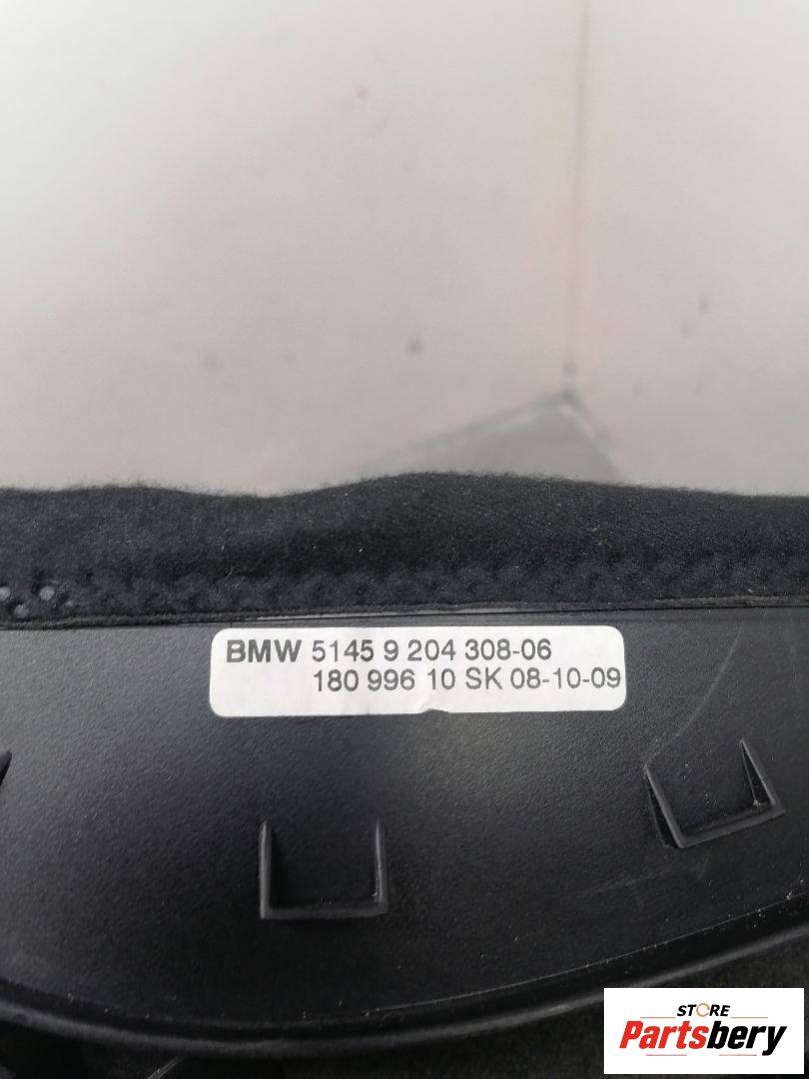 BMW 5145 9 204 308-06
180 996 10 SK 08-10-09
STORE
Partsbery